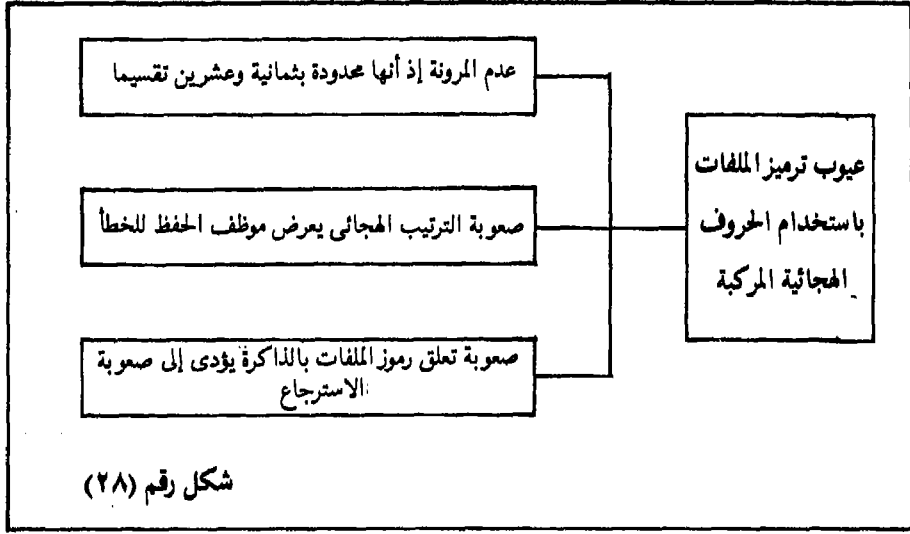 عيوب ترميز الملفات
باستخدام الحروف
الهجائية المركبة
عدم المرونة إذ أنها محدودة بثمانية وعشرين تقسيما
صعوبة الترتيب الهجائى يعرض موظف الحفظ للخطأ
صعوبة تعلق رموز الملفات بالذاكرة يؤدى إلى صعوبة
الاسترجاع
شكل رقم (٢٨)